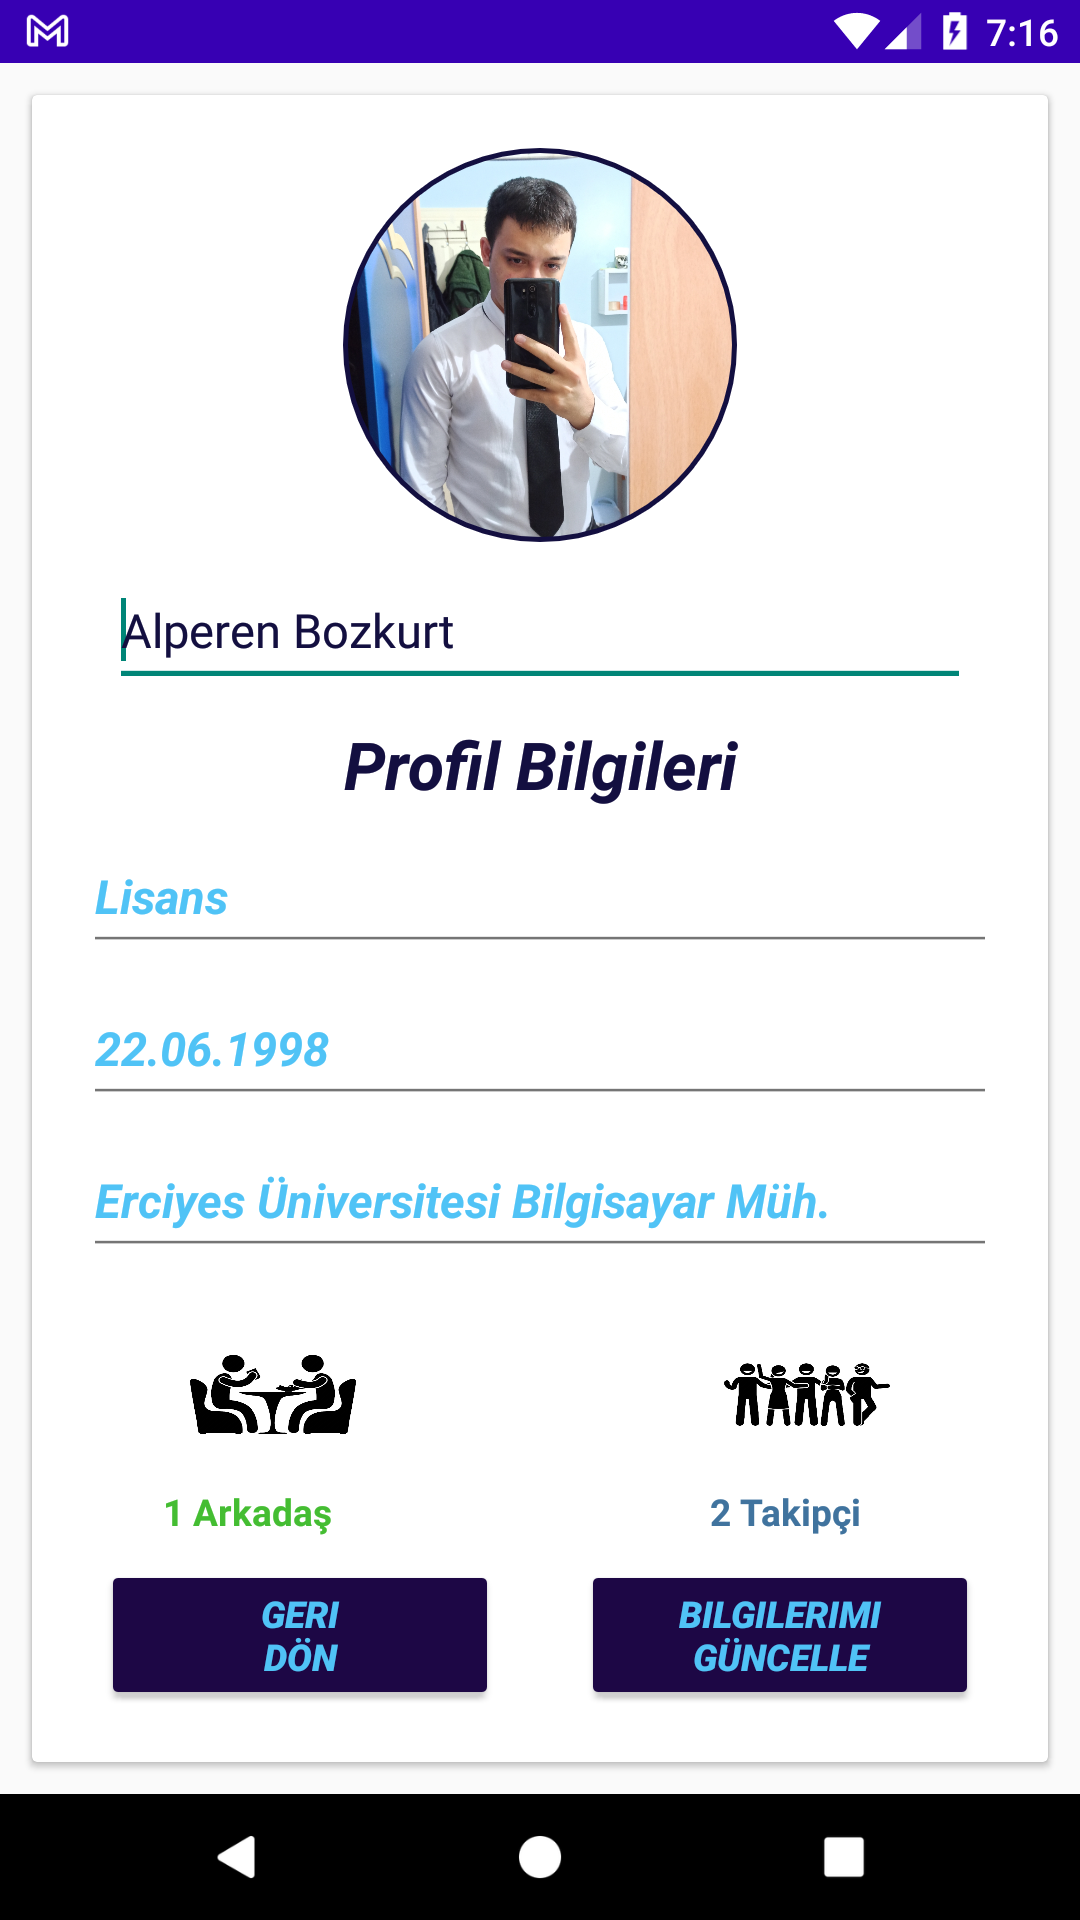 7:16
Alperen Bozkurt
Profil Bilgileri
Lisans
22.06.1998
Erciyes Üniversitesi Bilgisayar Müh.
1 Arkadaş
2 Takipçi
GERI
DÖN
BILGILERIMI
GÜNCELLE